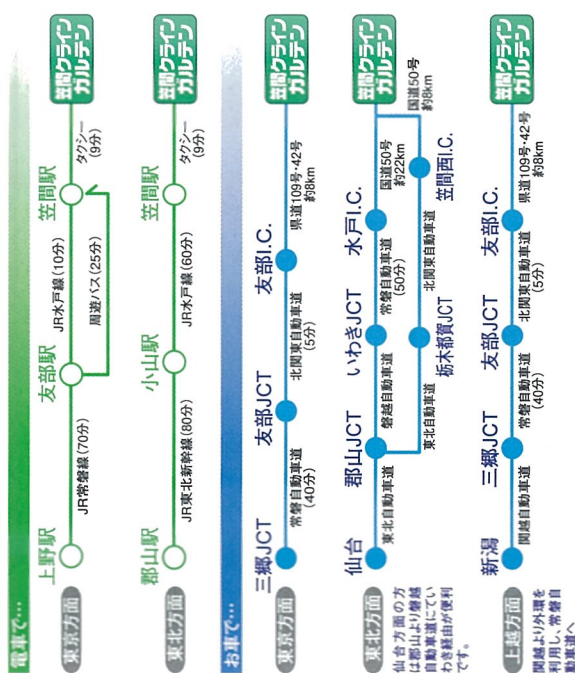 電車で…
東京方面
上野駅
JR常磐線(70分)
友部駅
JR水戸線(10分)
周遊バス(25分)
笠間駅
タクシー
(9分)
笠間クライン
ガルテン
東北方面
郡山駅
JR東北新幹線(80分)
小山駅
JR水戸線(60分)
笠間駅
タクシー
(9分)
笠間クライン
ガルテン
お車で…
東京方面
三郷JCT
常磐自動車道
(40分)
友部JCT
北関東自動車道
(5分)
友部I.C.
県道109号・42号
約8km
笠間クライン
ガルテン
東北方面
仙台方面の方
は郡山より磐越
自動車道にてい
わき経由が便利
です。
仙台
東北自動車道
郡山JCT
磐越自動車道
いわきJCT
常磐自動車道
(50分)
水戸I.C.
国道50号
約22km
東北自動車道
栃木都賀JCT
北関東自動車道
笠間西I.C.
国道50号
約8km
笠間クライン
ガルテン
上越方面
関越より外環を
利用し、常磐自
動車道へ
新潟
関越自動車道
三郷JCT
常磐自動車道
(40分)
友部JCT
北関東自動車道
(5分)
友部I.C.
県道109号・42号
約8km
笠間クライン
ガルテン